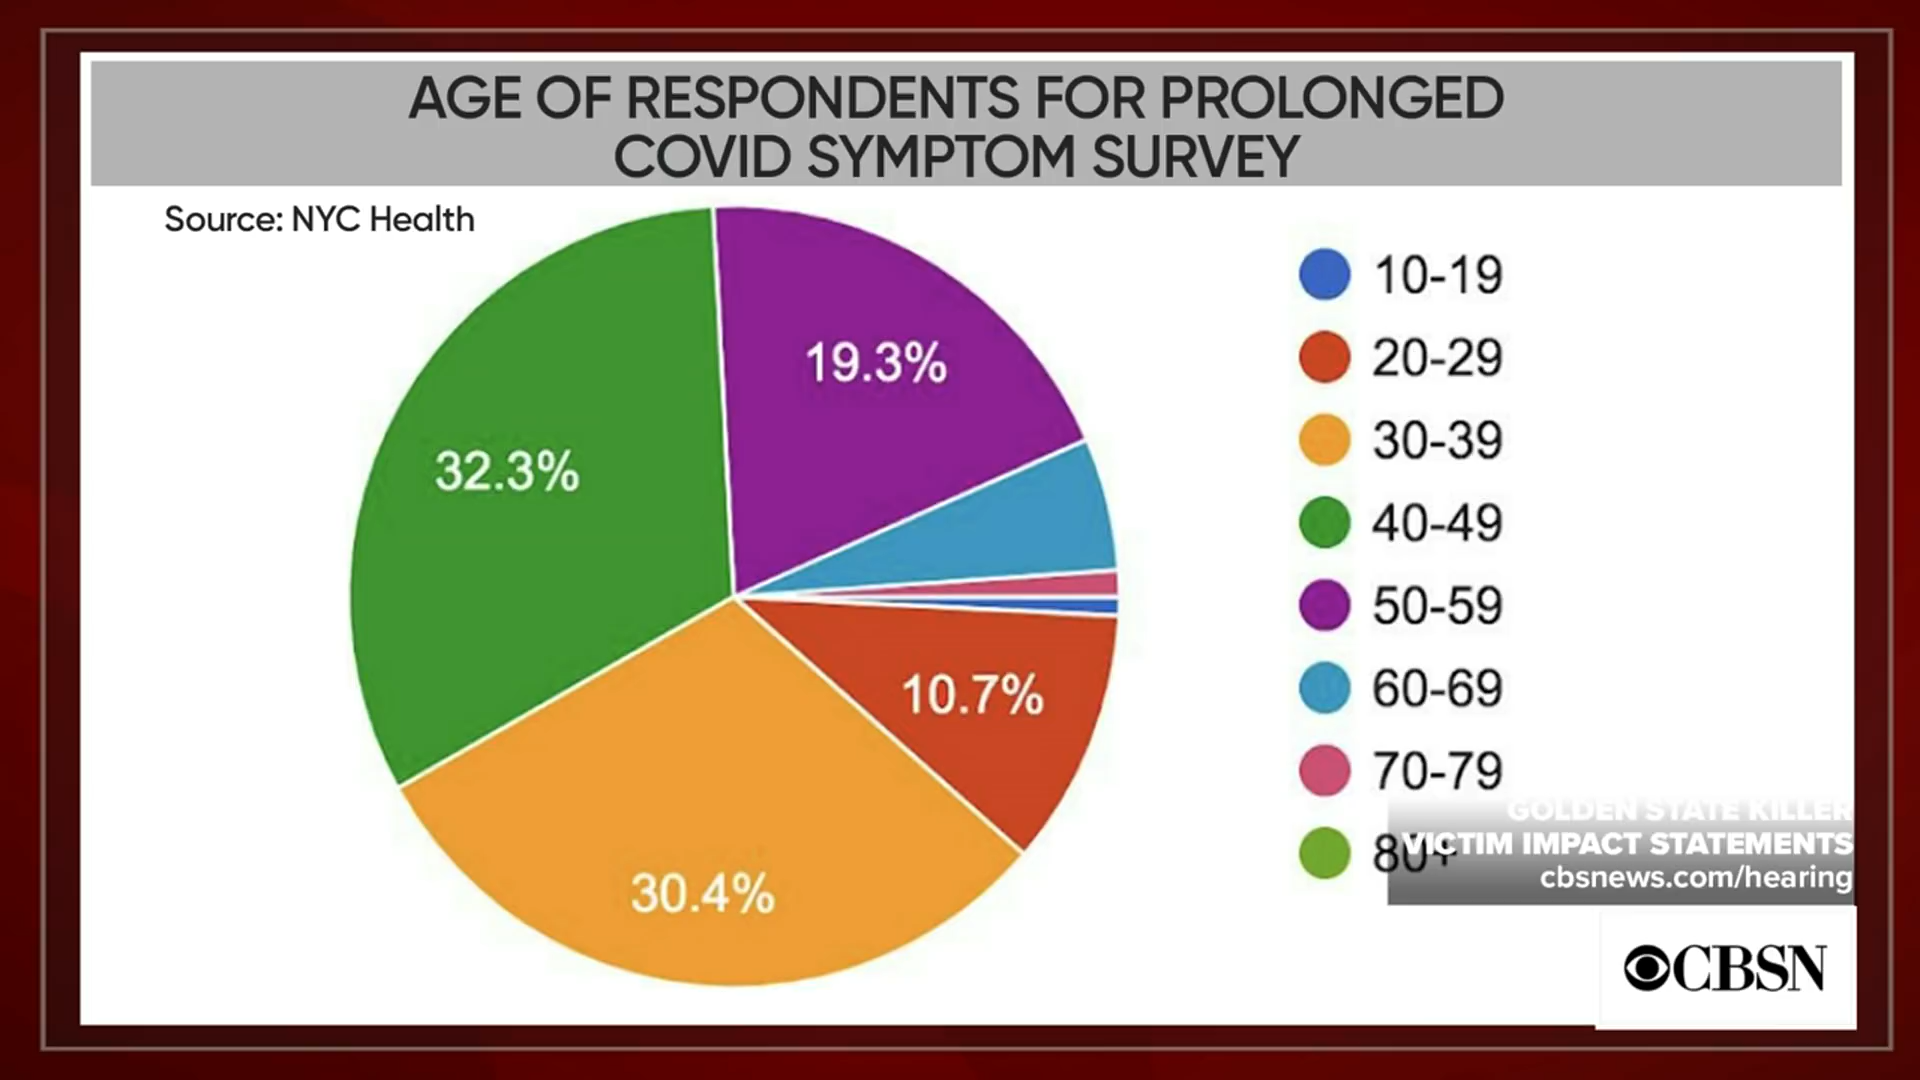 AGE OF RESPONDENTS FOR PROLONGED
COVID SYMPTOM SURVEY
Source: NYC Health
19.3%
32.3%
10.7%
30.4%
10-19
20-29
30-39
40-49
50-59
60-69
70-79
80+
GOLDEN STATE KILLER
VICTIM IMPACT STATEMENTS
cbsnews.com/hearing
CBSN